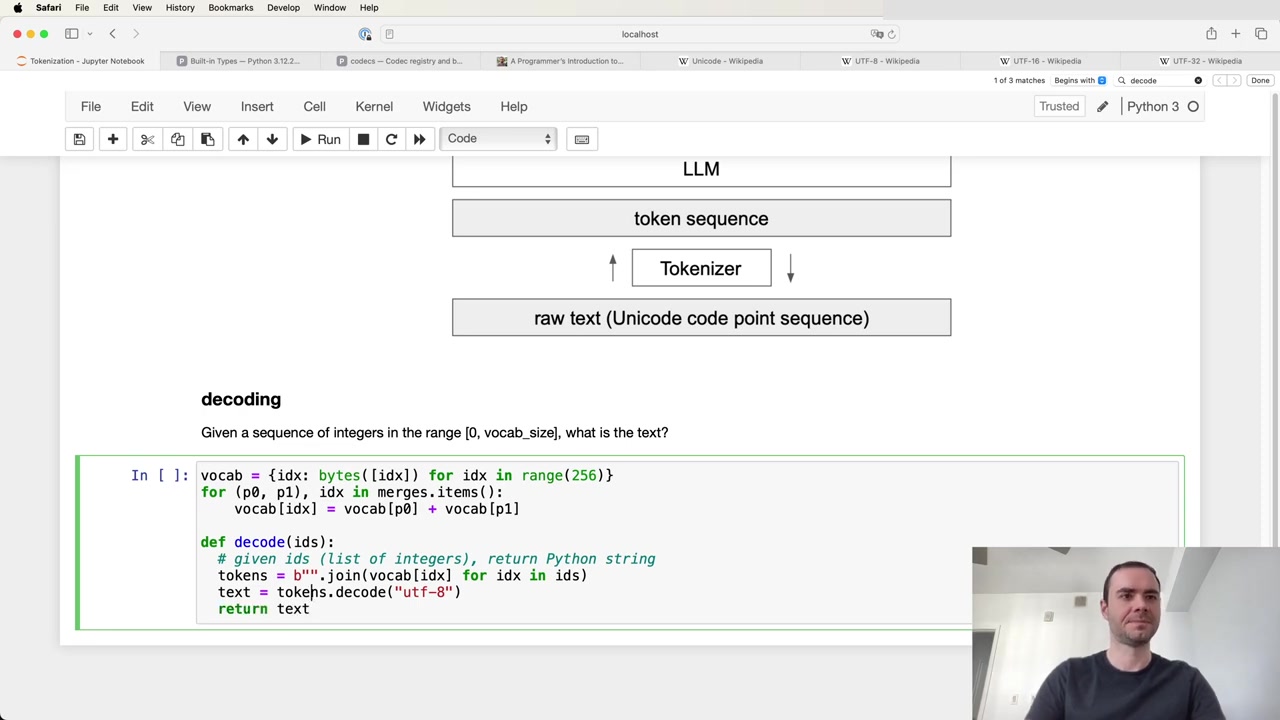 Safari File Edit View History Bookmarks Develop Window Help
localhost
Tokenization - Jupyter Notebook
Built-in Types — Python 3.12.2...
codecs — Codec registry and b...
A Programmer's Introduction to...
Unicode - Wikipedia
UTF-8 - Wikipedia
UTF-16 - Wikipedia
UTF-32 - Wikipedia
1 of 3 matches Begins with decode Done
File Edit View Insert Cell Kernel Widgets Help Trusted Python 3
Run Code
LLM
token sequence
Tokenizer
raw text (Unicode code point sequence)
decoding
Given a sequence of integers in the range [0, vocab_size], what is the text?
In [ ]: vocab = {idx: bytes([idx]) for idx in range(256)}
for (p0, p1), idx in merges.items():
    vocab[idx] = vocab[p0] + vocab[p1]
def decode(ids):
  # given ids (list of integers), return Python string
  tokens = b"".join(vocab[idx] for idx in ids)
  text = tokens.decode("utf-8")
  return text